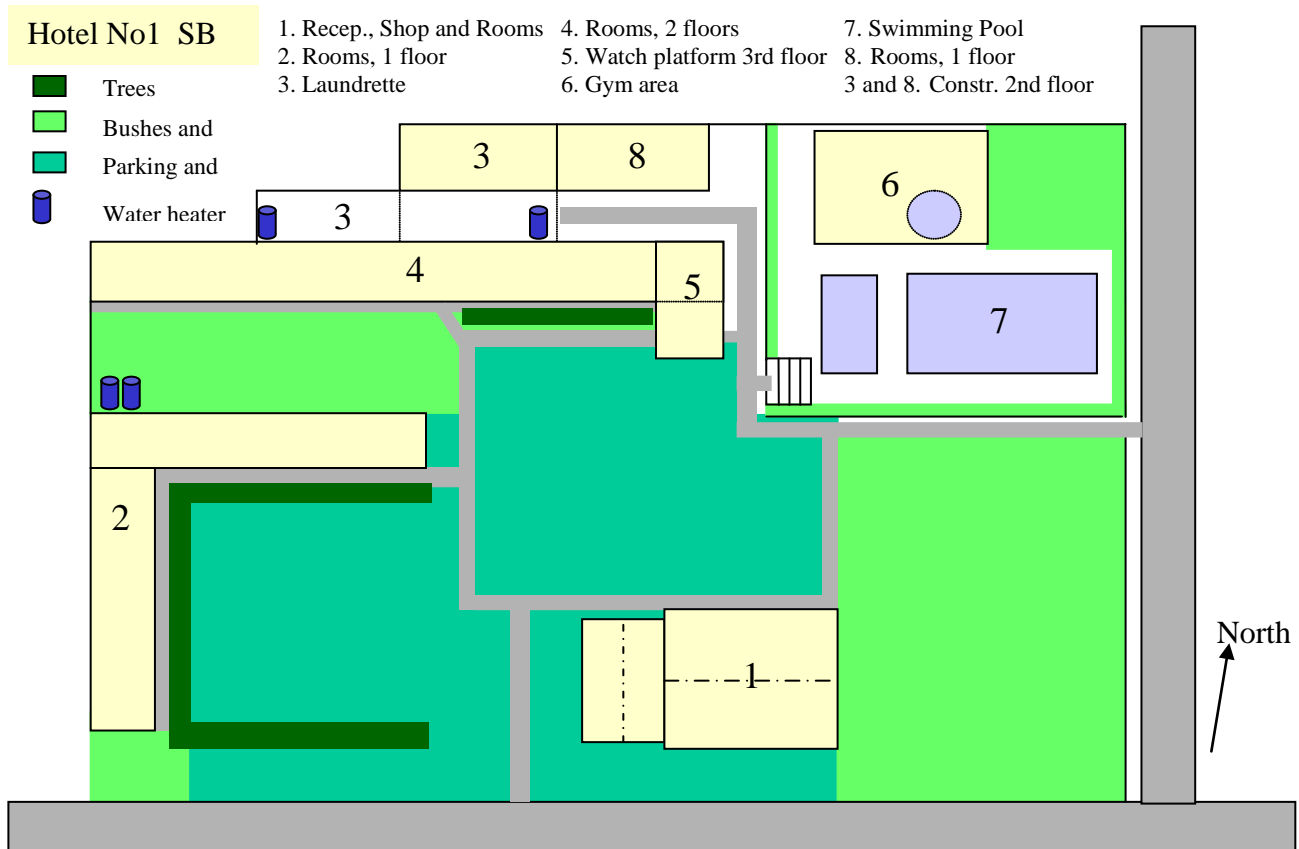 Hotel No1 SB
1. Recep., Shop and Rooms
2. Rooms, 1 floor
3. Laundrette
4. Rooms, 2 floors
5. Watch platform 3rd floor
6. Gym area
7. Swimming Pool
8. Rooms, 1 floor
3 and 8. Constr. 2nd floor
Trees
Bushes and
Parking and
Water heater
3
8
6
3
4
5
7
2
1
North